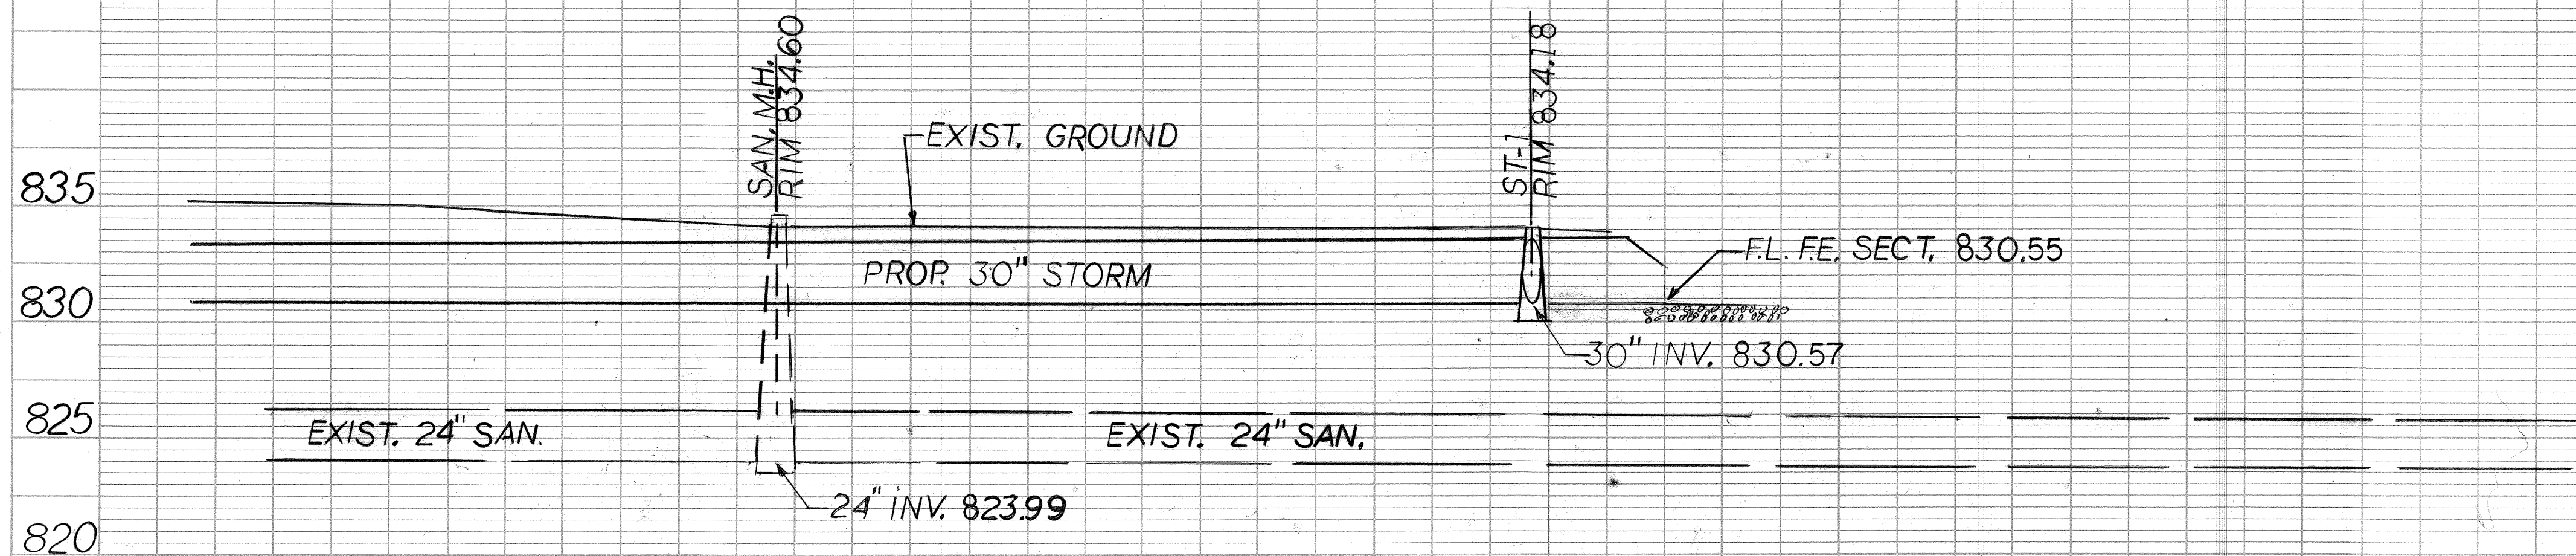 SAN. M.H.
RIM 834.60
ST-1
RIM 834.18
EXIST. GROUND
835
F.L. F.E. SECT. 830.55
PROP. 30" STORM
830
30" INV. 830.57
825
EXIST. 24" SAN.
EXIST. 24" SAN.
24" INV. 823.99
820